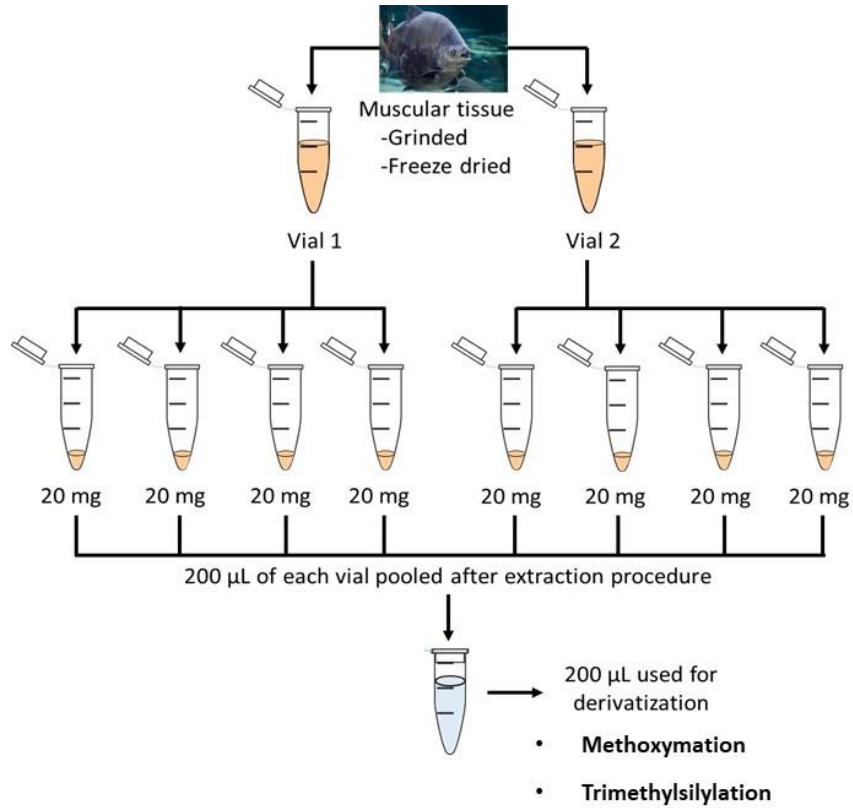 Muscular tissue
-Grinded
-Freeze dried
Vial 1
Vial 2
20 mg
20 mg
20 mg
20 mg
20 mg
20 mg
20 mg
20 mg
200 µL of each vial pooled after extraction procedure
200 µL used for
derivatization
• Methoxymation
• Trimethylsilylation